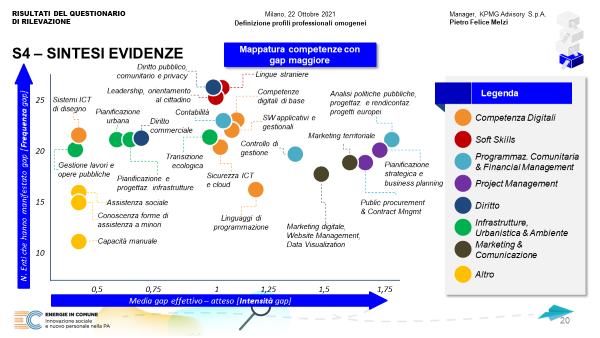 RISULTATI DEL QUESTIONARIO
DI RILEVAZIONE
Milano, 22 Ottobre 2021
Definizione profili professionali omogenei
Manager, KPMG Advisory S.p.A.
Pietro Felice Melzi
S4 – SINTESI EVIDENZE
Mappatura competenze con
gap maggiore
Legenda
Competenza Digitali
Soft Skills
Programmaz. Comunitaria
& Financial Management
Project Management
Diritto
Infrastrutture,
Urbanistica & Ambiente
Marketing &
Comunicazione
Altro
N. Enti che hanno manifestato gap [Frequenza gap]
25
20
15
10
Diritto pubblico,
comunitario e privacy
Lingue straniere
Leadership, orientamento
al cittadino
Competenze
digitali di base
Analisi politiche pubbliche,
progettaz. e rendicontaz.
progetti europei
Sistemi ICT
di disegno
Pianificazione
urbana
Contabilità
Diritto
commerciale
SW applicativi e
gestionali
Marketing territoriale
Controllo di
gestione
Transizione
ecologica
Gestione lavori e
opere pubbliche
Pianificazione e
progettaz. infrastrutture
Sicurezza ICT
e cloud
Pianificazione
strategica e
business planning
Assistenza sociale
Conoscenza forme di
assistenza a minori
Linguaggi di
programmazione
Public procurement
& Contract Mngmt
Marketing digitale,
Website Management,
Data Visualization
Capacità manuale
0,5
0,75
1
1,25
1,5
1,75
Media gap effettivo – atteso [Intensità gap]
EC
ENERGIE IN COMUNE
Innovazione sociale
e nuovo personale nella PA
20